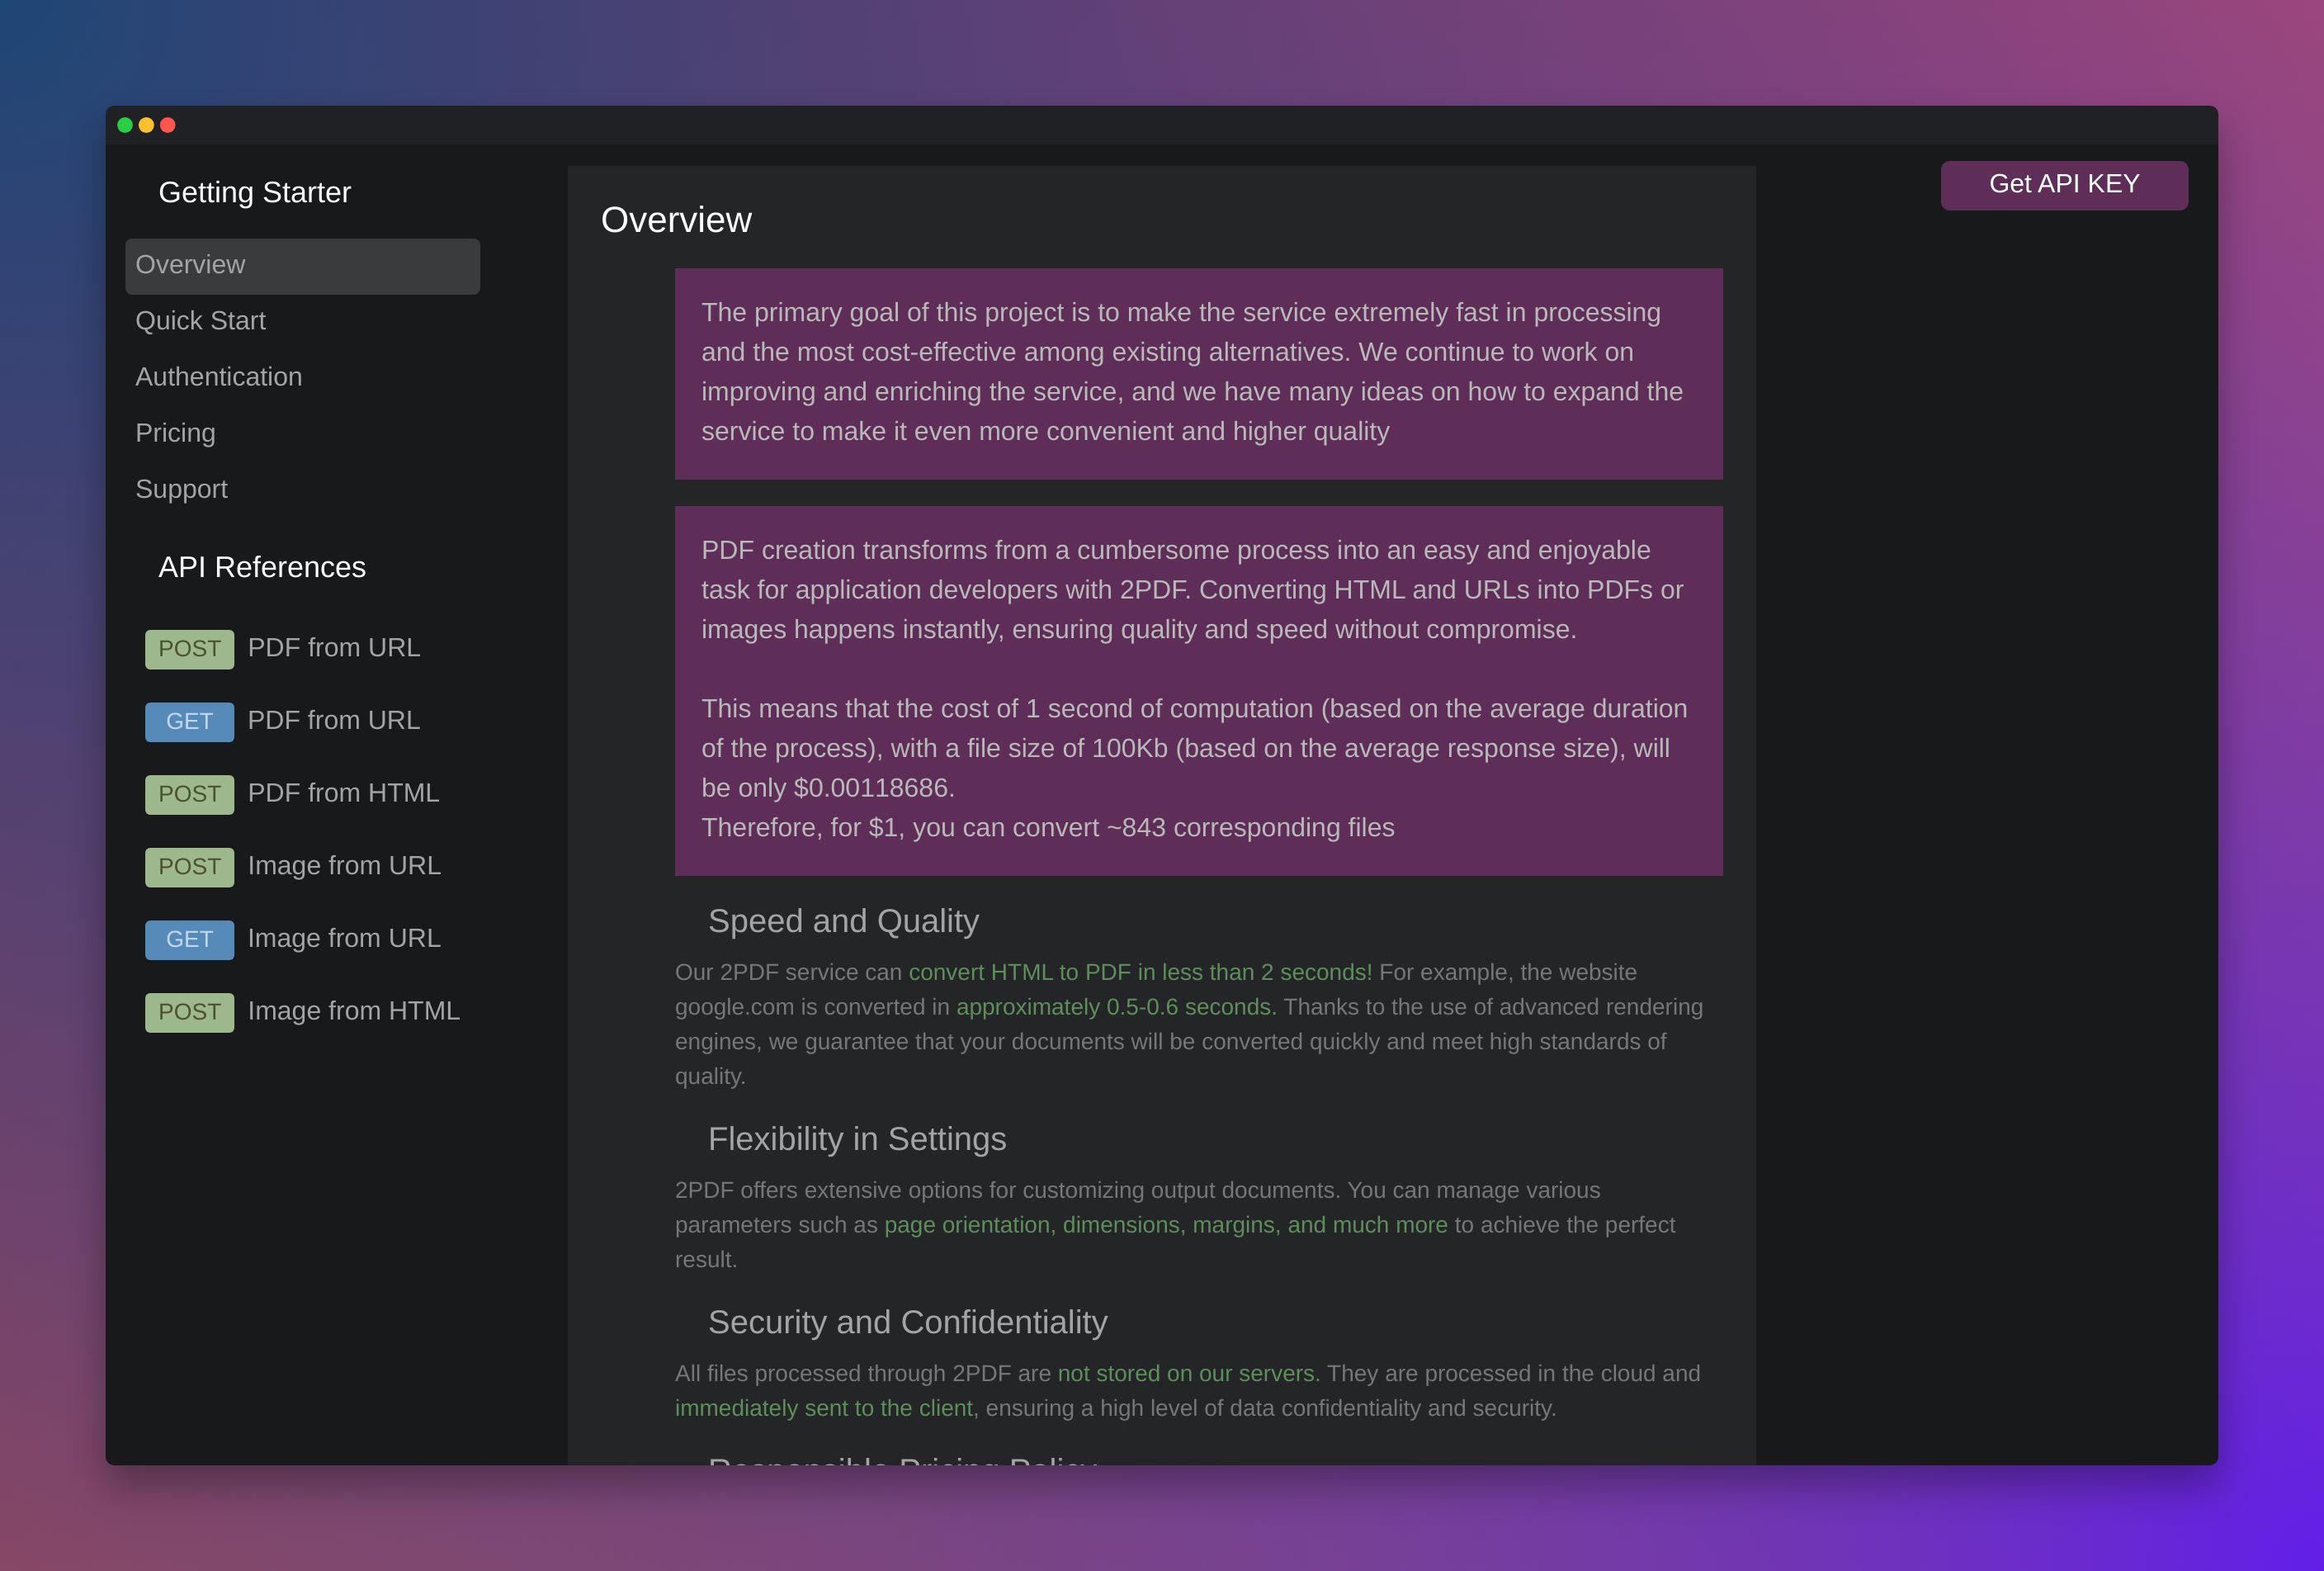 Getting Starter
Overview
Quick Start
Authentication
Pricing
Support
API References
POST PDF from URL
GET PDF from URL
POST PDF from HTML
POST Image from URL
GET Image from URL
POST Image from HTML
Overview
The primary goal of this project is to make the service extremely fast in processing
and the most cost-effective among existing alternatives. We continue to work on
improving and enriching the service, and we have many ideas on how to expand the
service to make it even more convenient and higher quality
PDF creation transforms from a cumbersome process into an easy and enjoyable
task for application developers with 2PDF. Converting HTML and URLs into PDFs or
images happens instantly, ensuring quality and speed without compromise.
This means that the cost of 1 second of computation (based on the average duration
of the process), with a file size of 100Kb (based on the average response size), will
be only $0.00118686.
Therefore, for $1, you can convert ~843 corresponding files
Speed and Quality
Our 2PDF service can convert HTML to PDF in less than 2 seconds! For example, the website
google.com is converted in approximately 0.5-0.6 seconds. Thanks to the use of advanced rendering
engines, we guarantee that your documents will be converted quickly and meet high standards of
quality.
Flexibility in Settings
2PDF offers extensive options for customizing output documents. You can manage various
parameters such as page orientation, dimensions, margins, and much more to achieve the perfect
result.
Security and Confidentiality
All files processed through 2PDF are not stored on our servers. They are processed in the cloud and
immediately sent to the client, ensuring a high level of data confidentiality and security.
Responsible Pricing Policy
Get API KEY